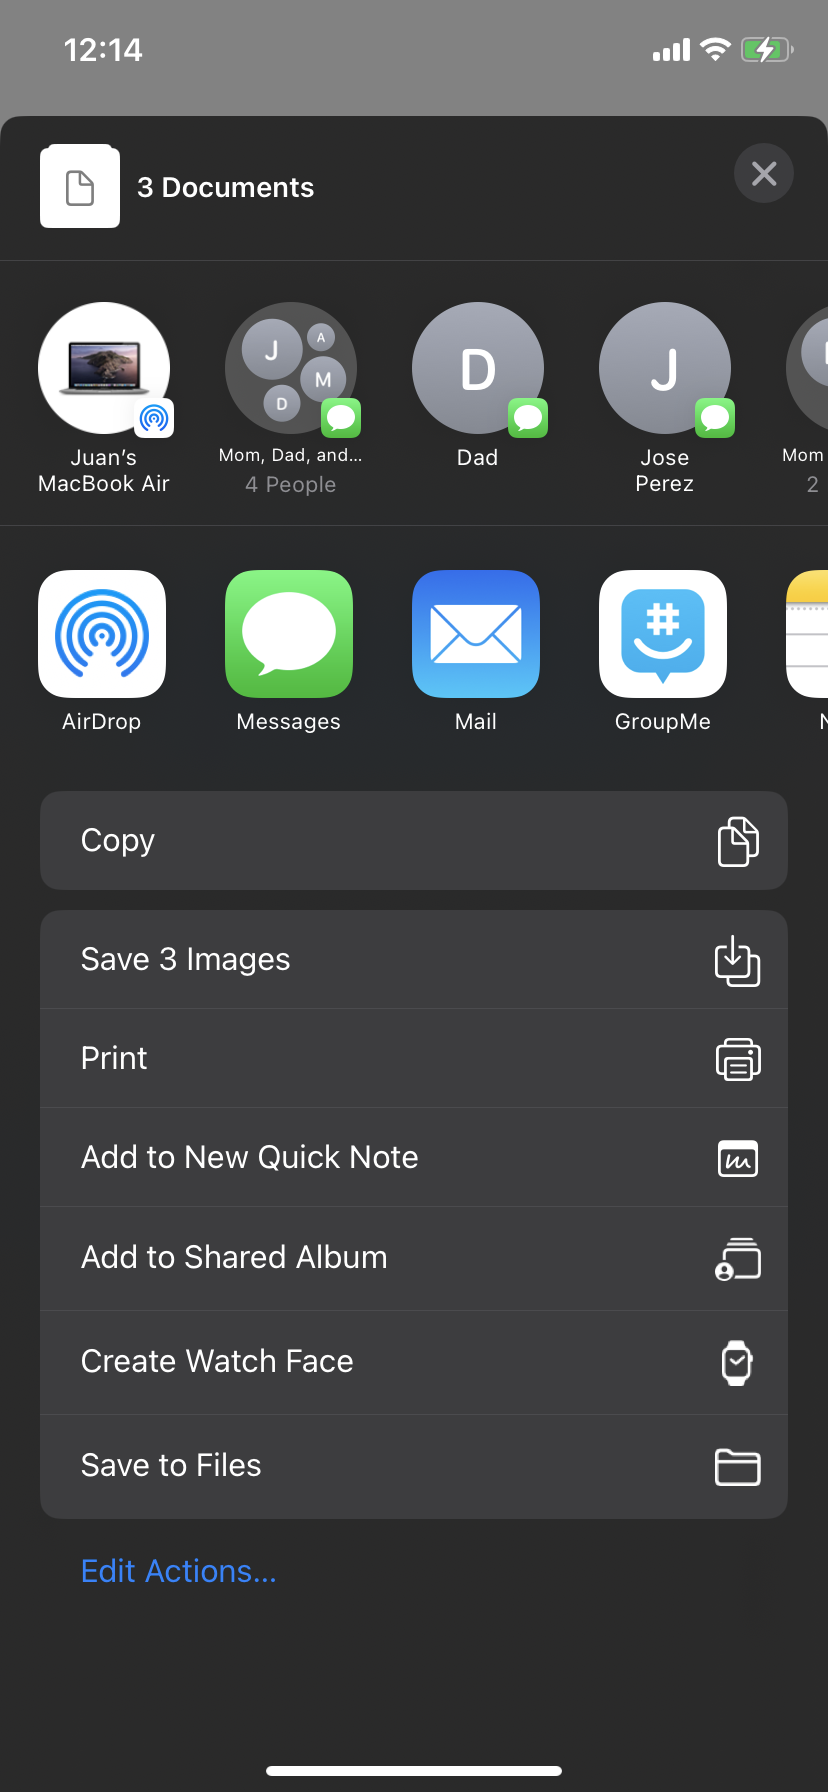 12:14
3 Documents
J
A
M
D
D
J
Juan’s
MacBook Air
Mom, Dad, and...
4 People
Dad
Jose
Perez
Mom
2
AirDrop
Messages
Mail
GroupMe
Copy
Save 3 Images
Print
Add to New Quick Note
Add to Shared Album
Create Watch Face
Save to Files
Edit Actions...